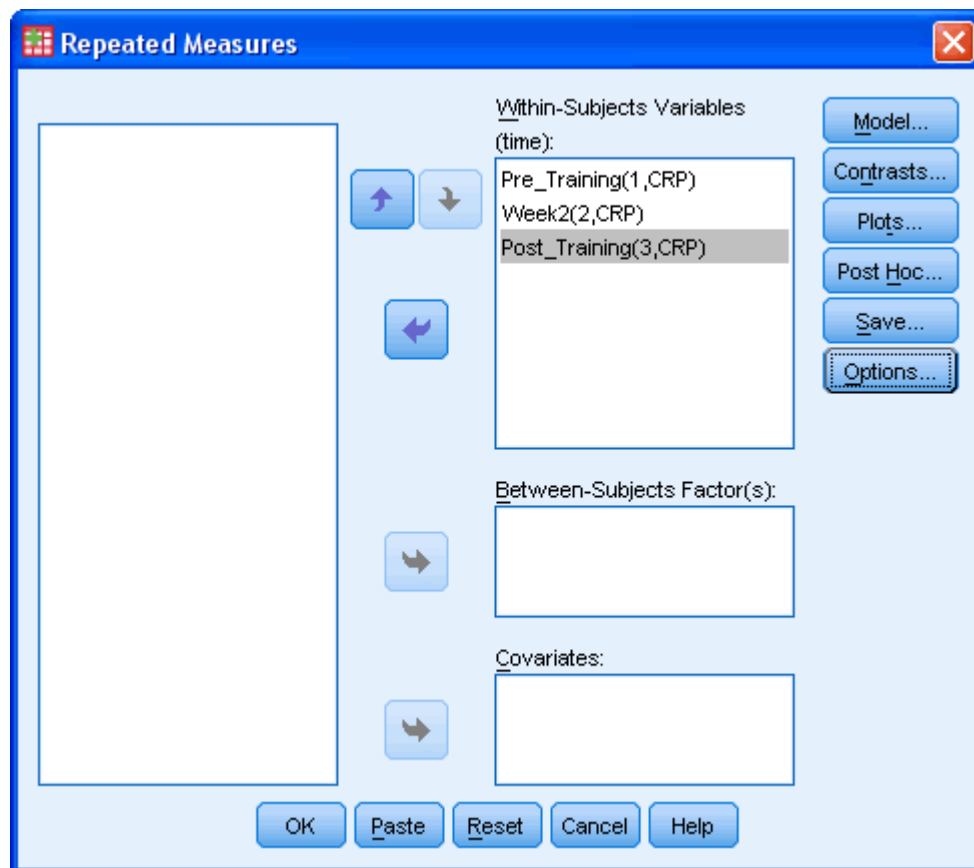 Repeated Measures
Within-Subjects Variables
(time):
Pre_Training(1,CRP)
Week2(2,CRP)
Post_Training(3,CRP)
Model...
Contrasts...
Plots...
Post Hoc...
Save...
Options...
Between-Subjects Factor(s):
Covariates:
OK
Paste
Reset
Cancel
Help